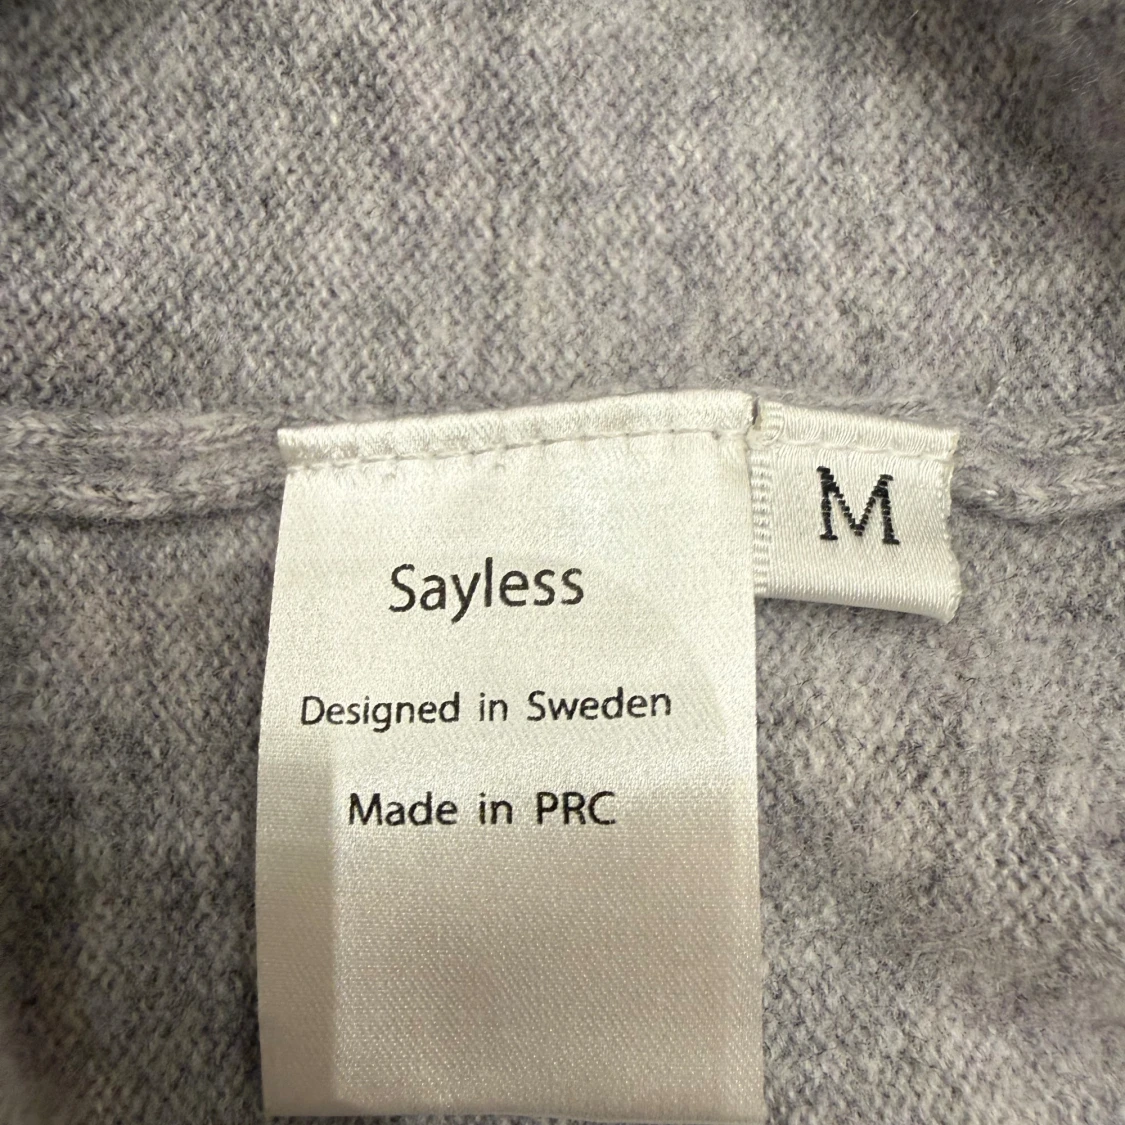 Sayless
Designed in Sweden
Made in PRC
M